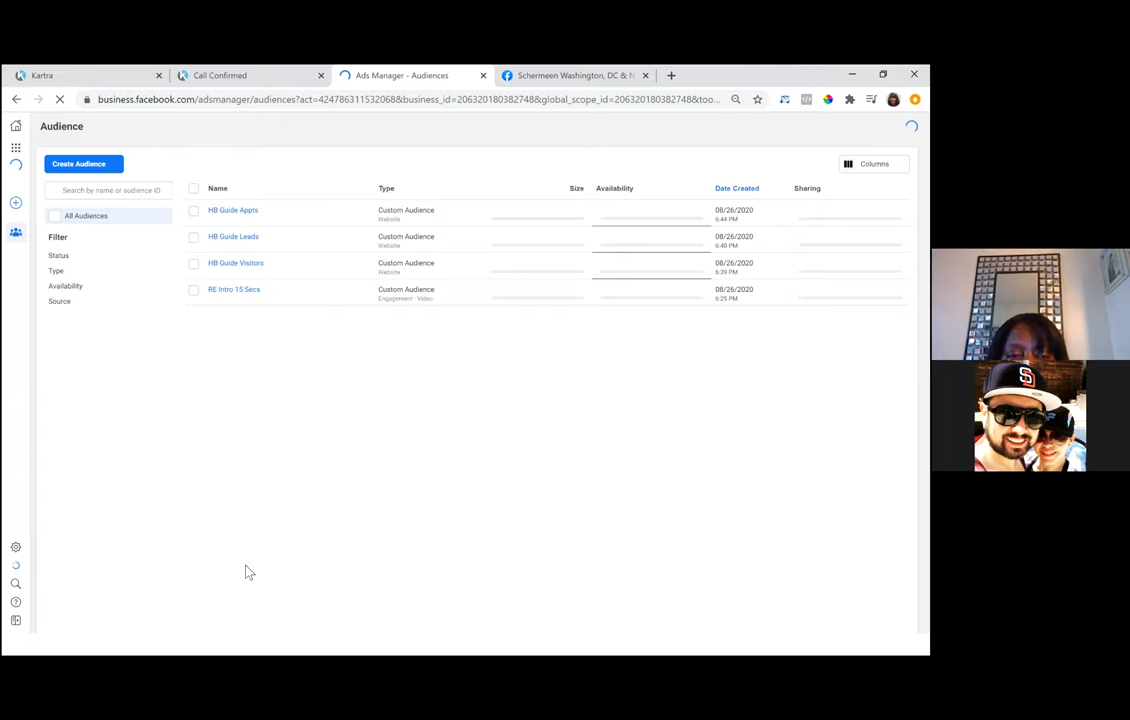 Kartra
Call Confirmed
Ads Manager - Audiences
Schermeen Washington, DC & N
business.facebook.com/adsmanager/audiences?act=424786311532068&business_id=206320180382748&global_scope_id=206320180382748&too...
Audience
Create Audience
Columns
Search by name or audience ID
Name Type Size Availability Date Created Sharing
All Audiences
HB Guide Appts Custom Audience 08/26/2020
Website 6:44 PM
Filter
HB Guide Leads Custom Audience 08/26/2020
Website 6:40 PM
Status
HB Guide Visitors Custom Audience 08/26/2020
Website 6:39 PM
Type
Availability
RE Intro 15 Secs Custom Audience 08/26/2020
Engagement - Video 6:25 PM
Source
SD